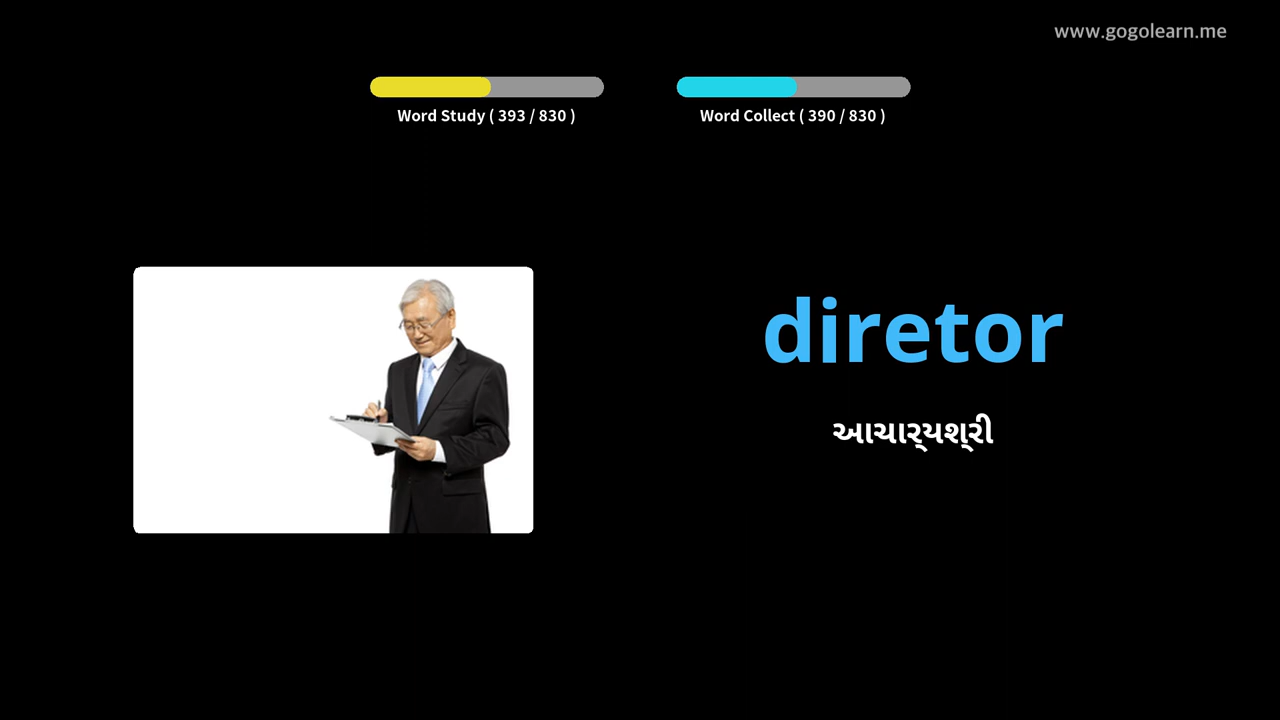 www.gogolearn.me
Word Study ( 393 / 830 )
Word Collect ( 390 / 830 )
diretor
આચાર્યશ્રી